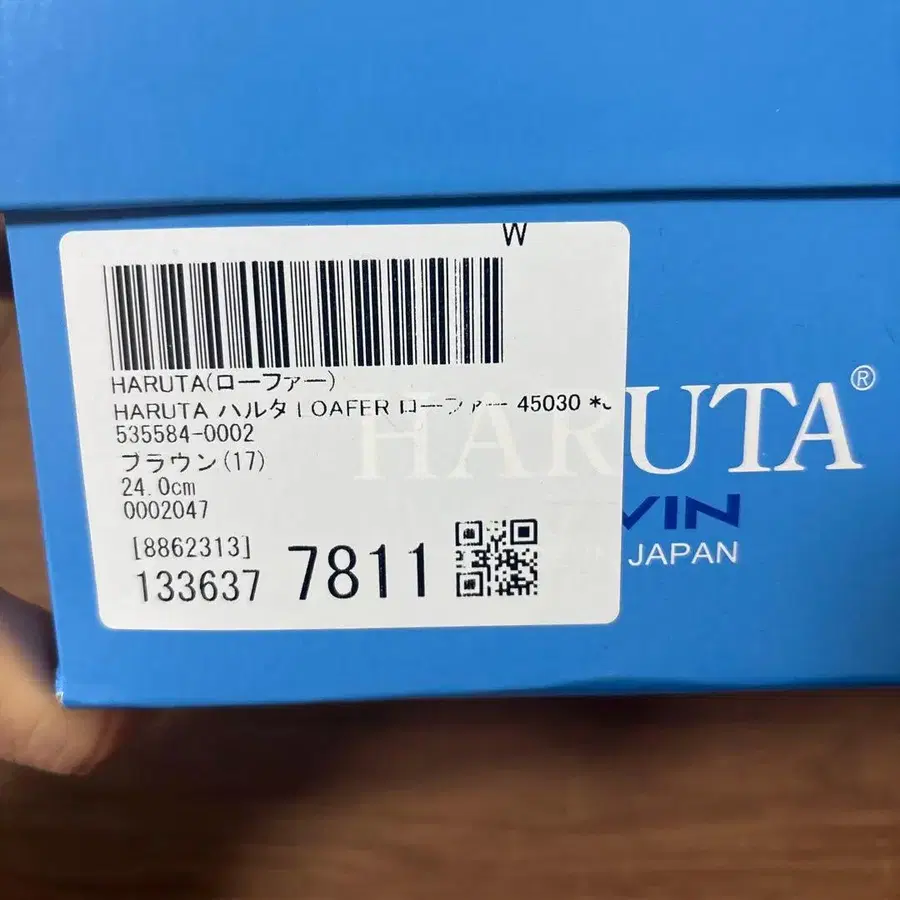 W
HARUTA(ローファー)
HARUTA ハルタ LOAFER ローファー 45030
535584-0002
ブラウン(17)
24.0cm
0002047
[8862313]
133637 7811
HARUTA®
JAPAN